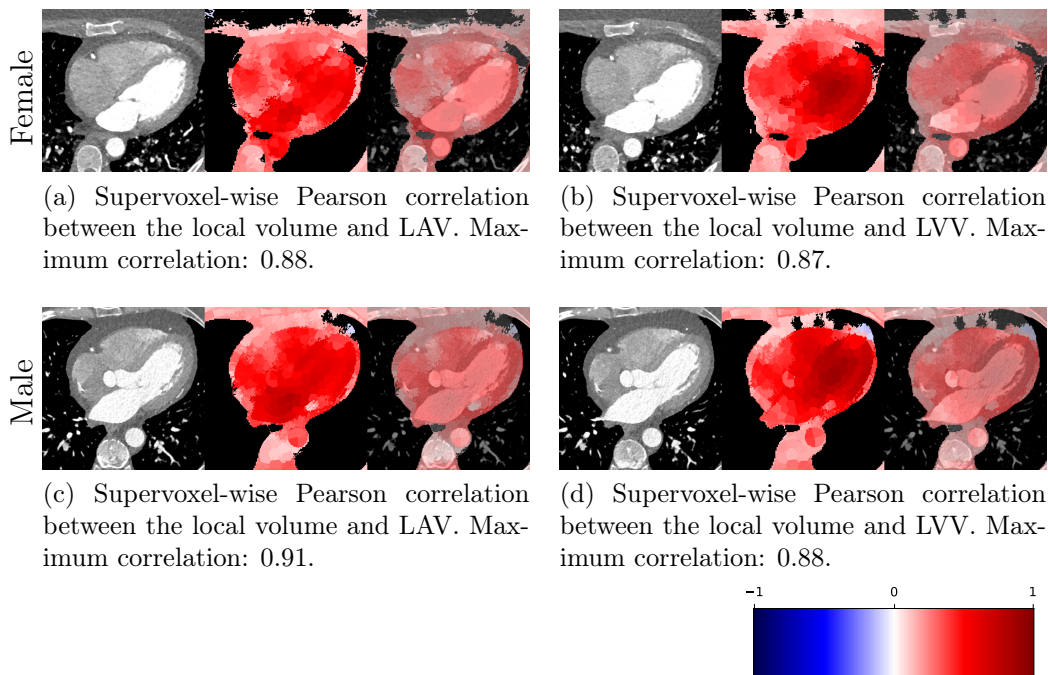 Female
(a) Supervoxel-wise Pearson correlation
between the local volume and LAV. Max-
imum correlation: 0.88.
(b) Supervoxel-wise Pearson correlation
between the local volume and LVV. Max-
imum correlation: 0.87.
Male
(c) Supervoxel-wise Pearson correlation
between the local volume and LAV. Max-
imum correlation: 0.91.
(d) Supervoxel-wise Pearson correlation
between the local volume and LVV. Max-
imum correlation: 0.88.
−1 0 1